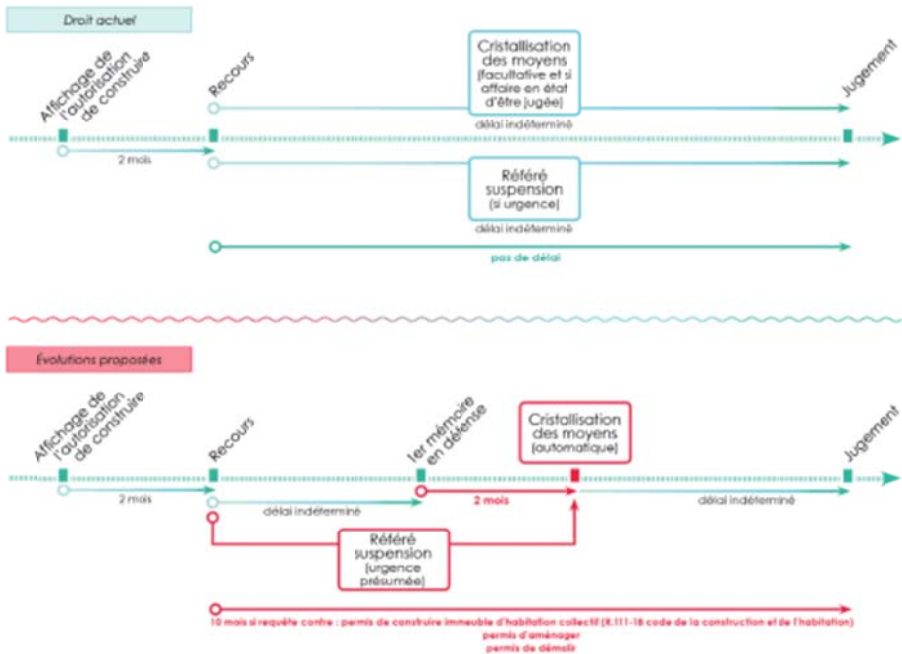 Droit actuel
Affichage de
l'autorisation
de construire
Recours
Cristallisation
des moyens
(facultative et si
affaire en état
d'être jugée)
délai indéterminé
Jugement
2 mois
Référé
suspension
(si urgence)
délai indéterminé
pas de délai
Évolutions proposées
Affichage de
l'autorisation
de construire
Recours
1er mémoire
en défense
Cristallisation
des moyens
(automatique)
Jugement
2 mois
délai indéterminé
2 mois
délai indéterminé
Référé
suspension
(urgence
présumée)
10 mois si requête contre : permis de construire immeuble d'habitation collectif (R.111-18 code de la construction et de l'habitation)
permis d'aménager
permis de démolir